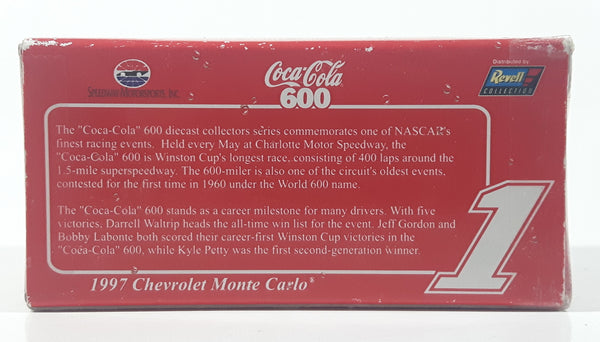 SPEEDWAY MOTORSPORTS INC.
Coca-Cola
600
Distributed by
Revell
COLLECTION
The "Coca-Cola" 600 diecast collectors series commemorates one of NASCAR's
finest racing events. Held every May at Charlotte Motor Speedway, the
"Coca-Cola" 600 is Winston Cup's longest race, consisting of 400 laps around the
1.5-mile superspeedway. The 600-miler is also one of the circuit's oldest events,
contested for the first time in 1960 under the World 600 name.
The "Coca-Cola" 600 stands as a career milestone for many drivers. With five
victories, Darrell Waltrip heads the all-time win list for the event. Jeff Gordon and
Bobby Labonte both scored their career-first Winston Cup victories in the
"Coca-Cola" 600, while Kyle Petty was the first second-generation winner.
1
1997 Chevrolet Monte Carlo®